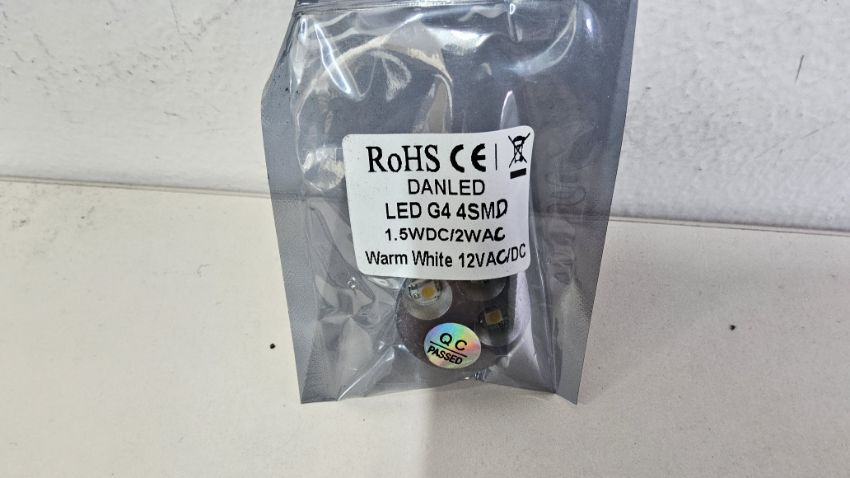 RoHS CE
DANLED
LED G4 4SMD
1.5WDC/2WAC
Warm White 12VAC/DC
QC
PASSED